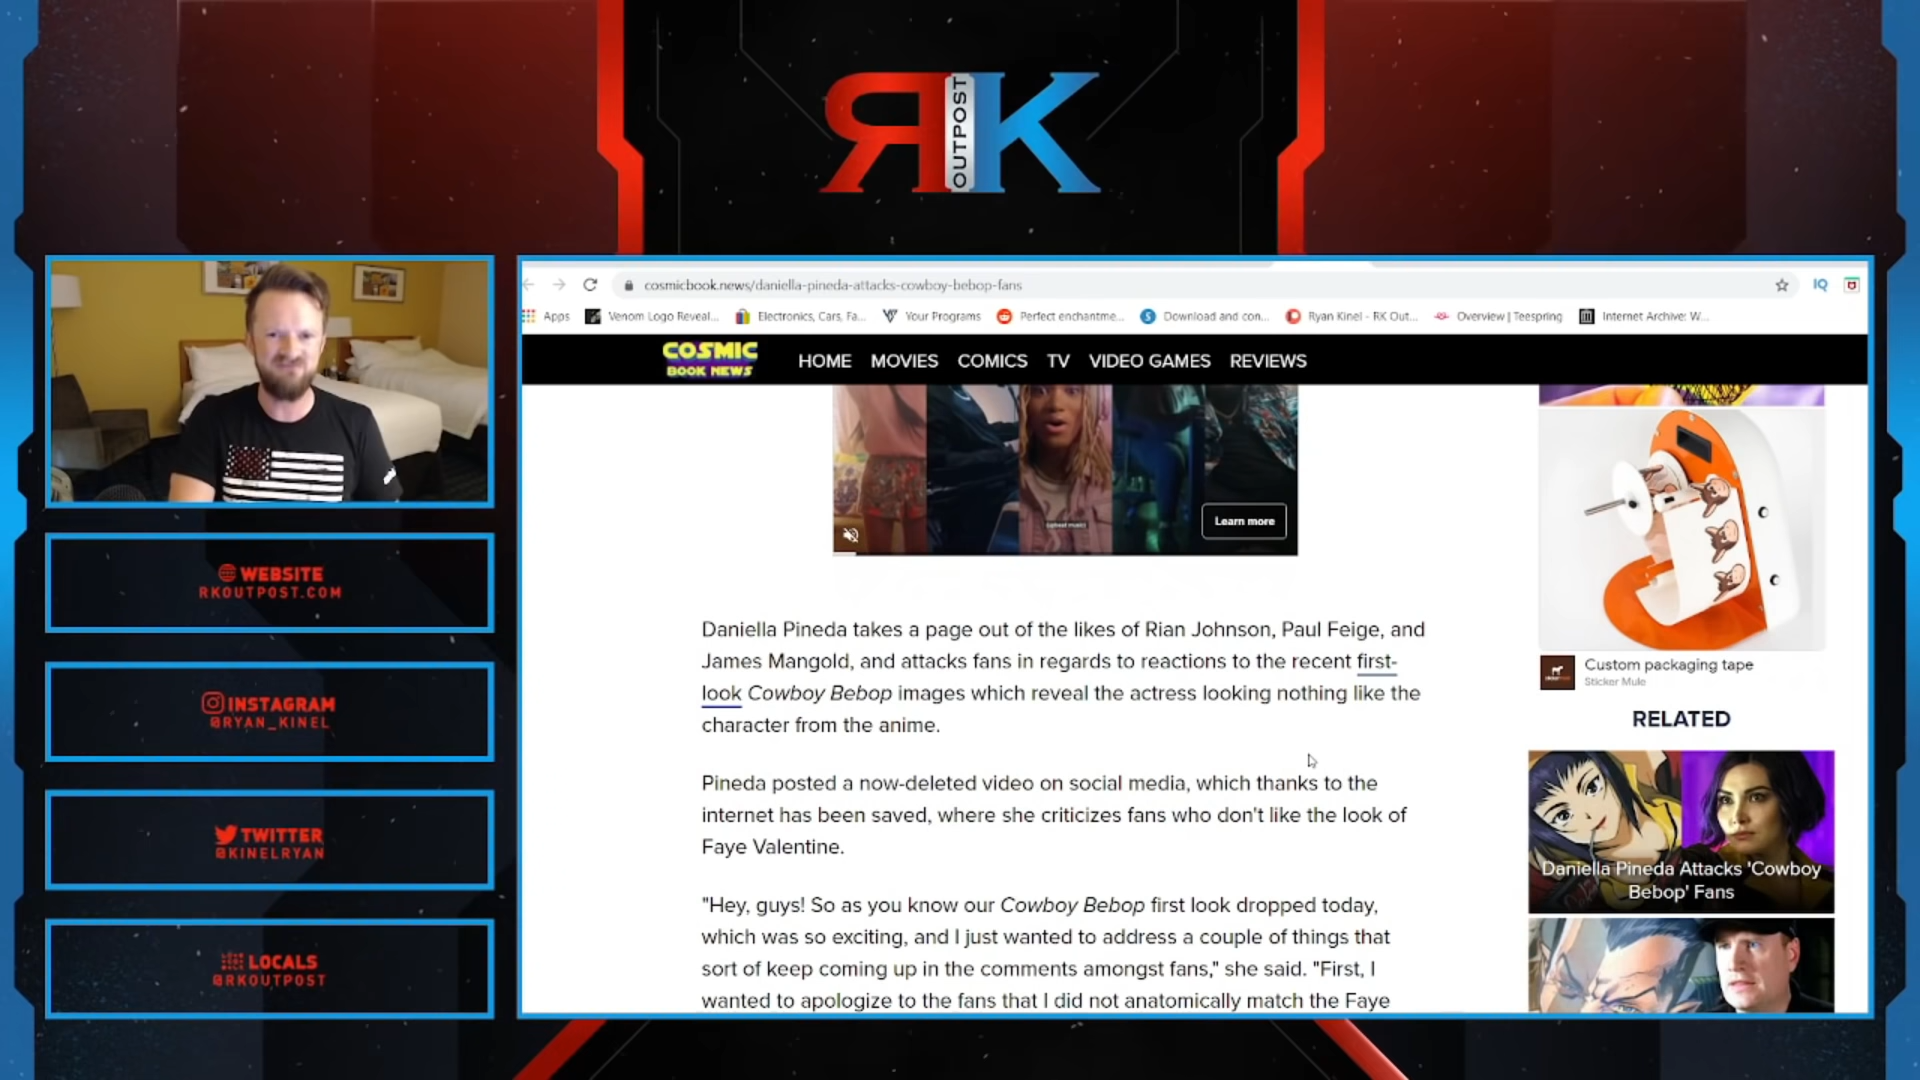 RK
OUTPOST
cosmicbook.news/daniella-pineda-attacks-cowboy-bebop-fans
IQ
Apps
Venom Logo Reveal...
Electronics, Cars, Fa...
Your Programs
Perfect enchantme...
Download and con...
Ryan Kinel - RK Out...
Overview | Teespring
Internet Archive: W...
COSMIC
BOOK NEWS
HOME MOVIES COMICS TV VIDEO GAMES REVIEWS
Learn more
WEBSITE
RKOUTPOST.COM
INSTAGRAM
@RYAN_KINEL
TWITTER
@KINELRYAN
LOCALS
@RKOUTPOST
Daniella Pineda takes a page out of the likes of Rian Johnson, Paul Feige, and
James Mangold, and attacks fans in regards to reactions to the recent first-
look Cowboy Bebop images which reveal the actress looking nothing like the
character from the anime.
Pineda posted a now-deleted video on social media, which thanks to the
internet has been saved, where she criticizes fans who don't like the look of
Faye Valentine.
"Hey, guys! So as you know our Cowboy Bebop first look dropped today,
which was so exciting, and I just wanted to address a couple of things that
sort of keep coming up in the comments amongst fans," she said. "First, I
wanted to apologize to the fans that I did not anatomically match the Faye
Custom packaging tape
Sticker Mule
RELATED
Daniella Pineda Attacks 'Cowboy
Bebop' Fans